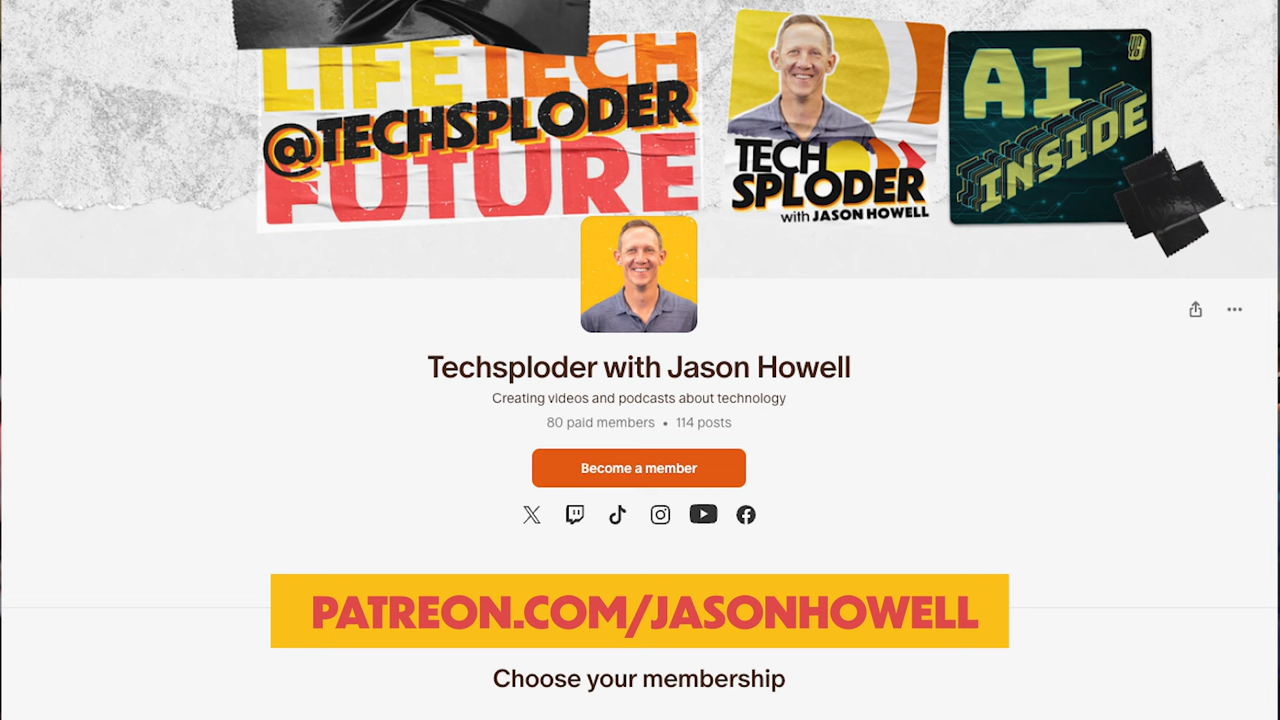 LIFE TECH
@TECHSPLODER
FUTURE
TECH
SPLODER
with JASON HOWELL
AI
INSIDE
Techsploder with Jason Howell
Creating videos and podcasts about technology
80 paid members • 114 posts
Become a member
PATREON.COM/JASONHOWELL
Choose your membership